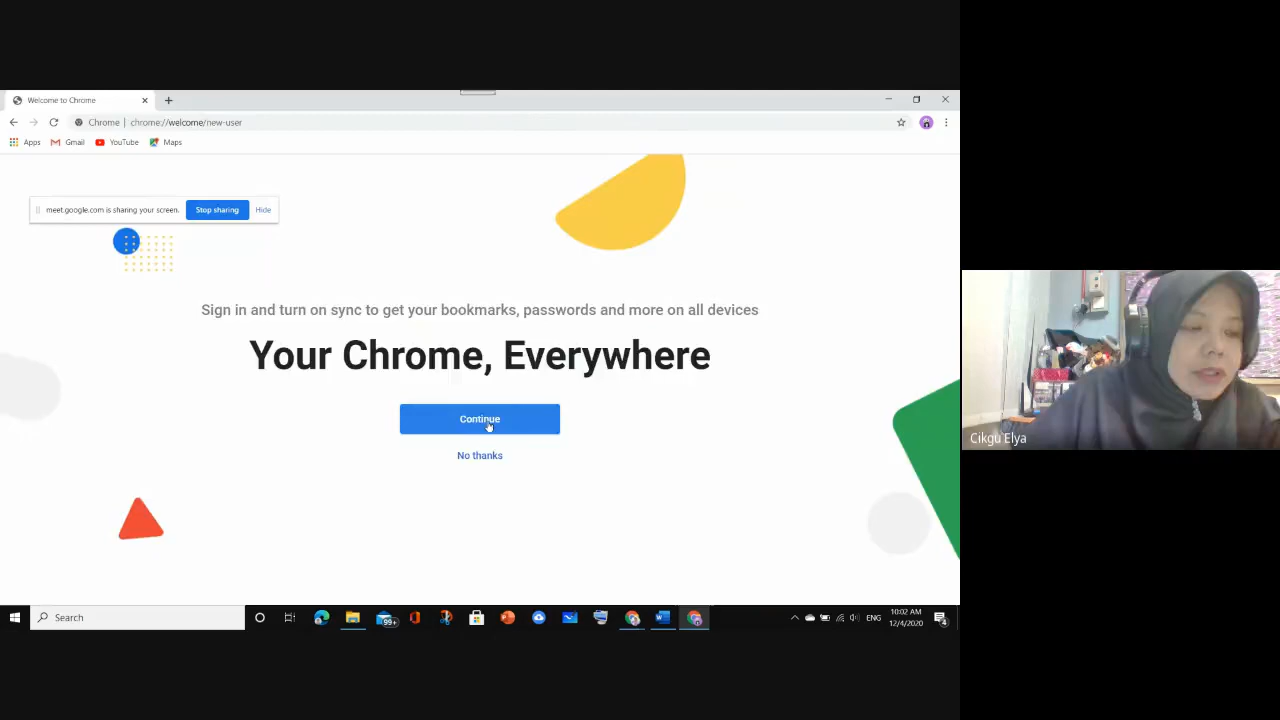 Welcome to Chrome
Chrome | chrome://welcome/new-user
Apps Gmail YouTube Maps
meet.google.com is sharing your screen. Stop sharing Hide
Sign in and turn on sync to get your bookmarks, passwords and more on all devices
Your Chrome, Everywhere
Continue
No thanks
Cikgu Elya
Search
99+
ENG
10:02 AM
12/4/2020
4